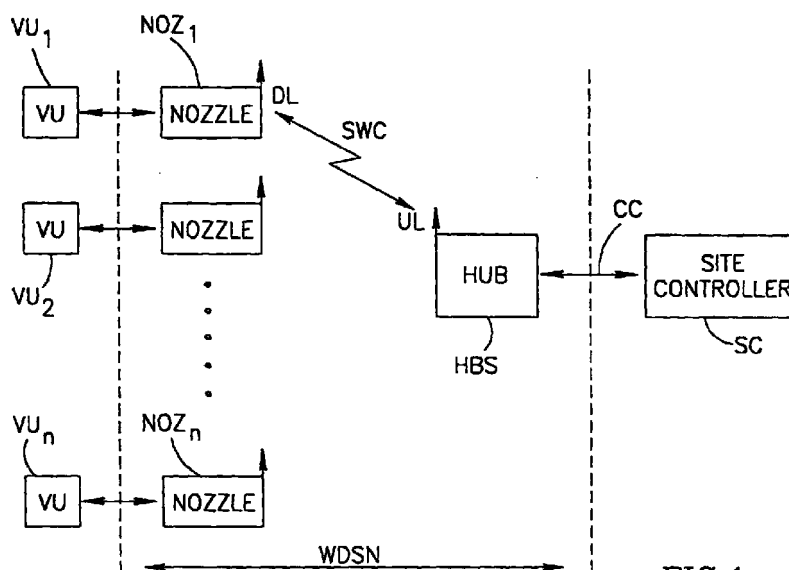 VU1
NOZ1
VU
NOZZLE
DL
SWC
VU
NOZZLE
UL
CC
VU2
HUB
SITE
CONTROLLER
HBS
SC
VUn
NOZn
VU
NOZZLE
WDSN